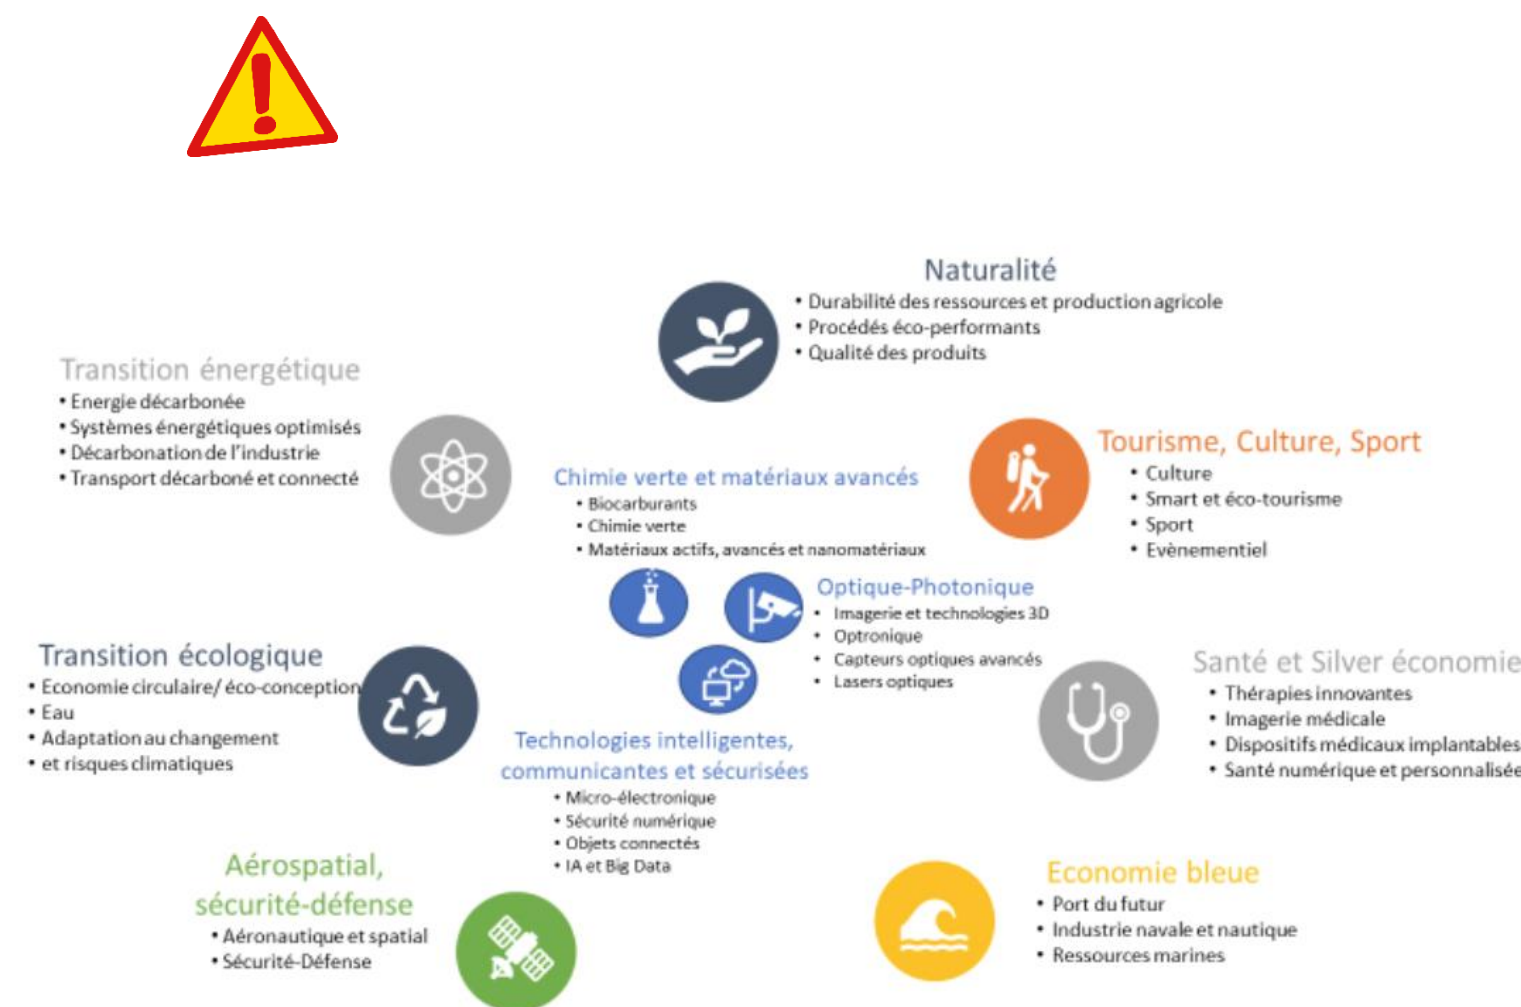 Naturalité
• Durabilité des ressources et production agricole
• Procédés éco-performants
• Qualité des produits
Transition énergétique
• Energie décarbonée
• Systèmes énergétiques optimisés
• Décarbonation de l'industrie
• Transport décarboné et connecté
Tourisme, Culture, Sport
• Culture
• Smart et éco-tourisme
• Sport
• Evènementiel
Chimie verte et matériaux avancés
• Biocarburants
• Chimie verte
• Matériaux actifs, avancés et nanomatériaux
Optique-Photonique
• Imagerie et technologies 3D
• Optronique
• Capteurs optiques avancés
• Lasers optiques
Transition écologique
• Economie circulaire/ éco-conception
• Eau
• Adaptation au changement
• et risques climatiques
Santé et Silver économie
• Thérapies innovantes
• Imagerie médicale
• Dispositifs médicaux implantables
• Santé numérique et personnalisée
Technologies intelligentes,
communicantes et sécurisées
• Micro-électronique
• Sécurité numérique
• Objets connectés
• IA et Big Data
Aérospatial,
sécurité-défense
• Aéronautique et spatial
• Sécurité-Défense
Economie bleue
• Port du futur
• Industrie navale et nautique
• Ressources marines